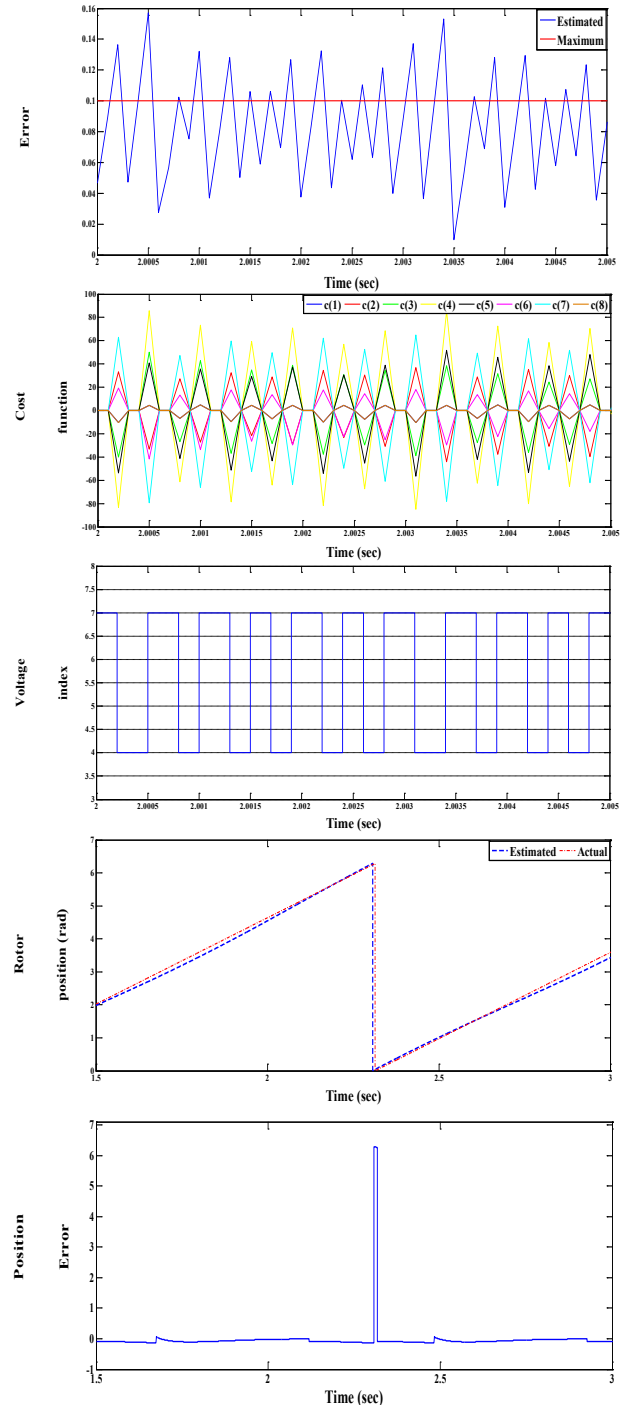 0.16
0.14
0.12
0.1
0.08
0.06
0.04
0.02
0
Error
Estimated
Maximum
2 2.0005 2.001 2.0015 2.002 2.0025 2.003 2.0035 2.004 2.0045 2.005
Time (sec)
100
80
60
40
20
0
-20
-40
-60
-80
-100
Cost
function
c(1) c(2) c(3) c(4) c(5) c(6) c(7) c(8)
2 2.0005 2.001 2.0015 2.002 2.0025 2.003 2.0035 2.004 2.0045 2.005
Time (sec)
8
7.5
7
6.5
6
5.5
5
4.5
4
3.5
3
Voltage
index
2 2.0005 2.001 2.0015 2.002 2.0025 2.003 2.0035 2.004 2.0045 2.005
Time (sec)
7
6
5
4
3
2
1
0
Rotor
position (rad)
Estimated Actual
1.5 2 2.5 3
Time (sec)
7
6
5
4
3
2
1
0
-1
Position
Error
1.5 2 2.5 3
Time (sec)